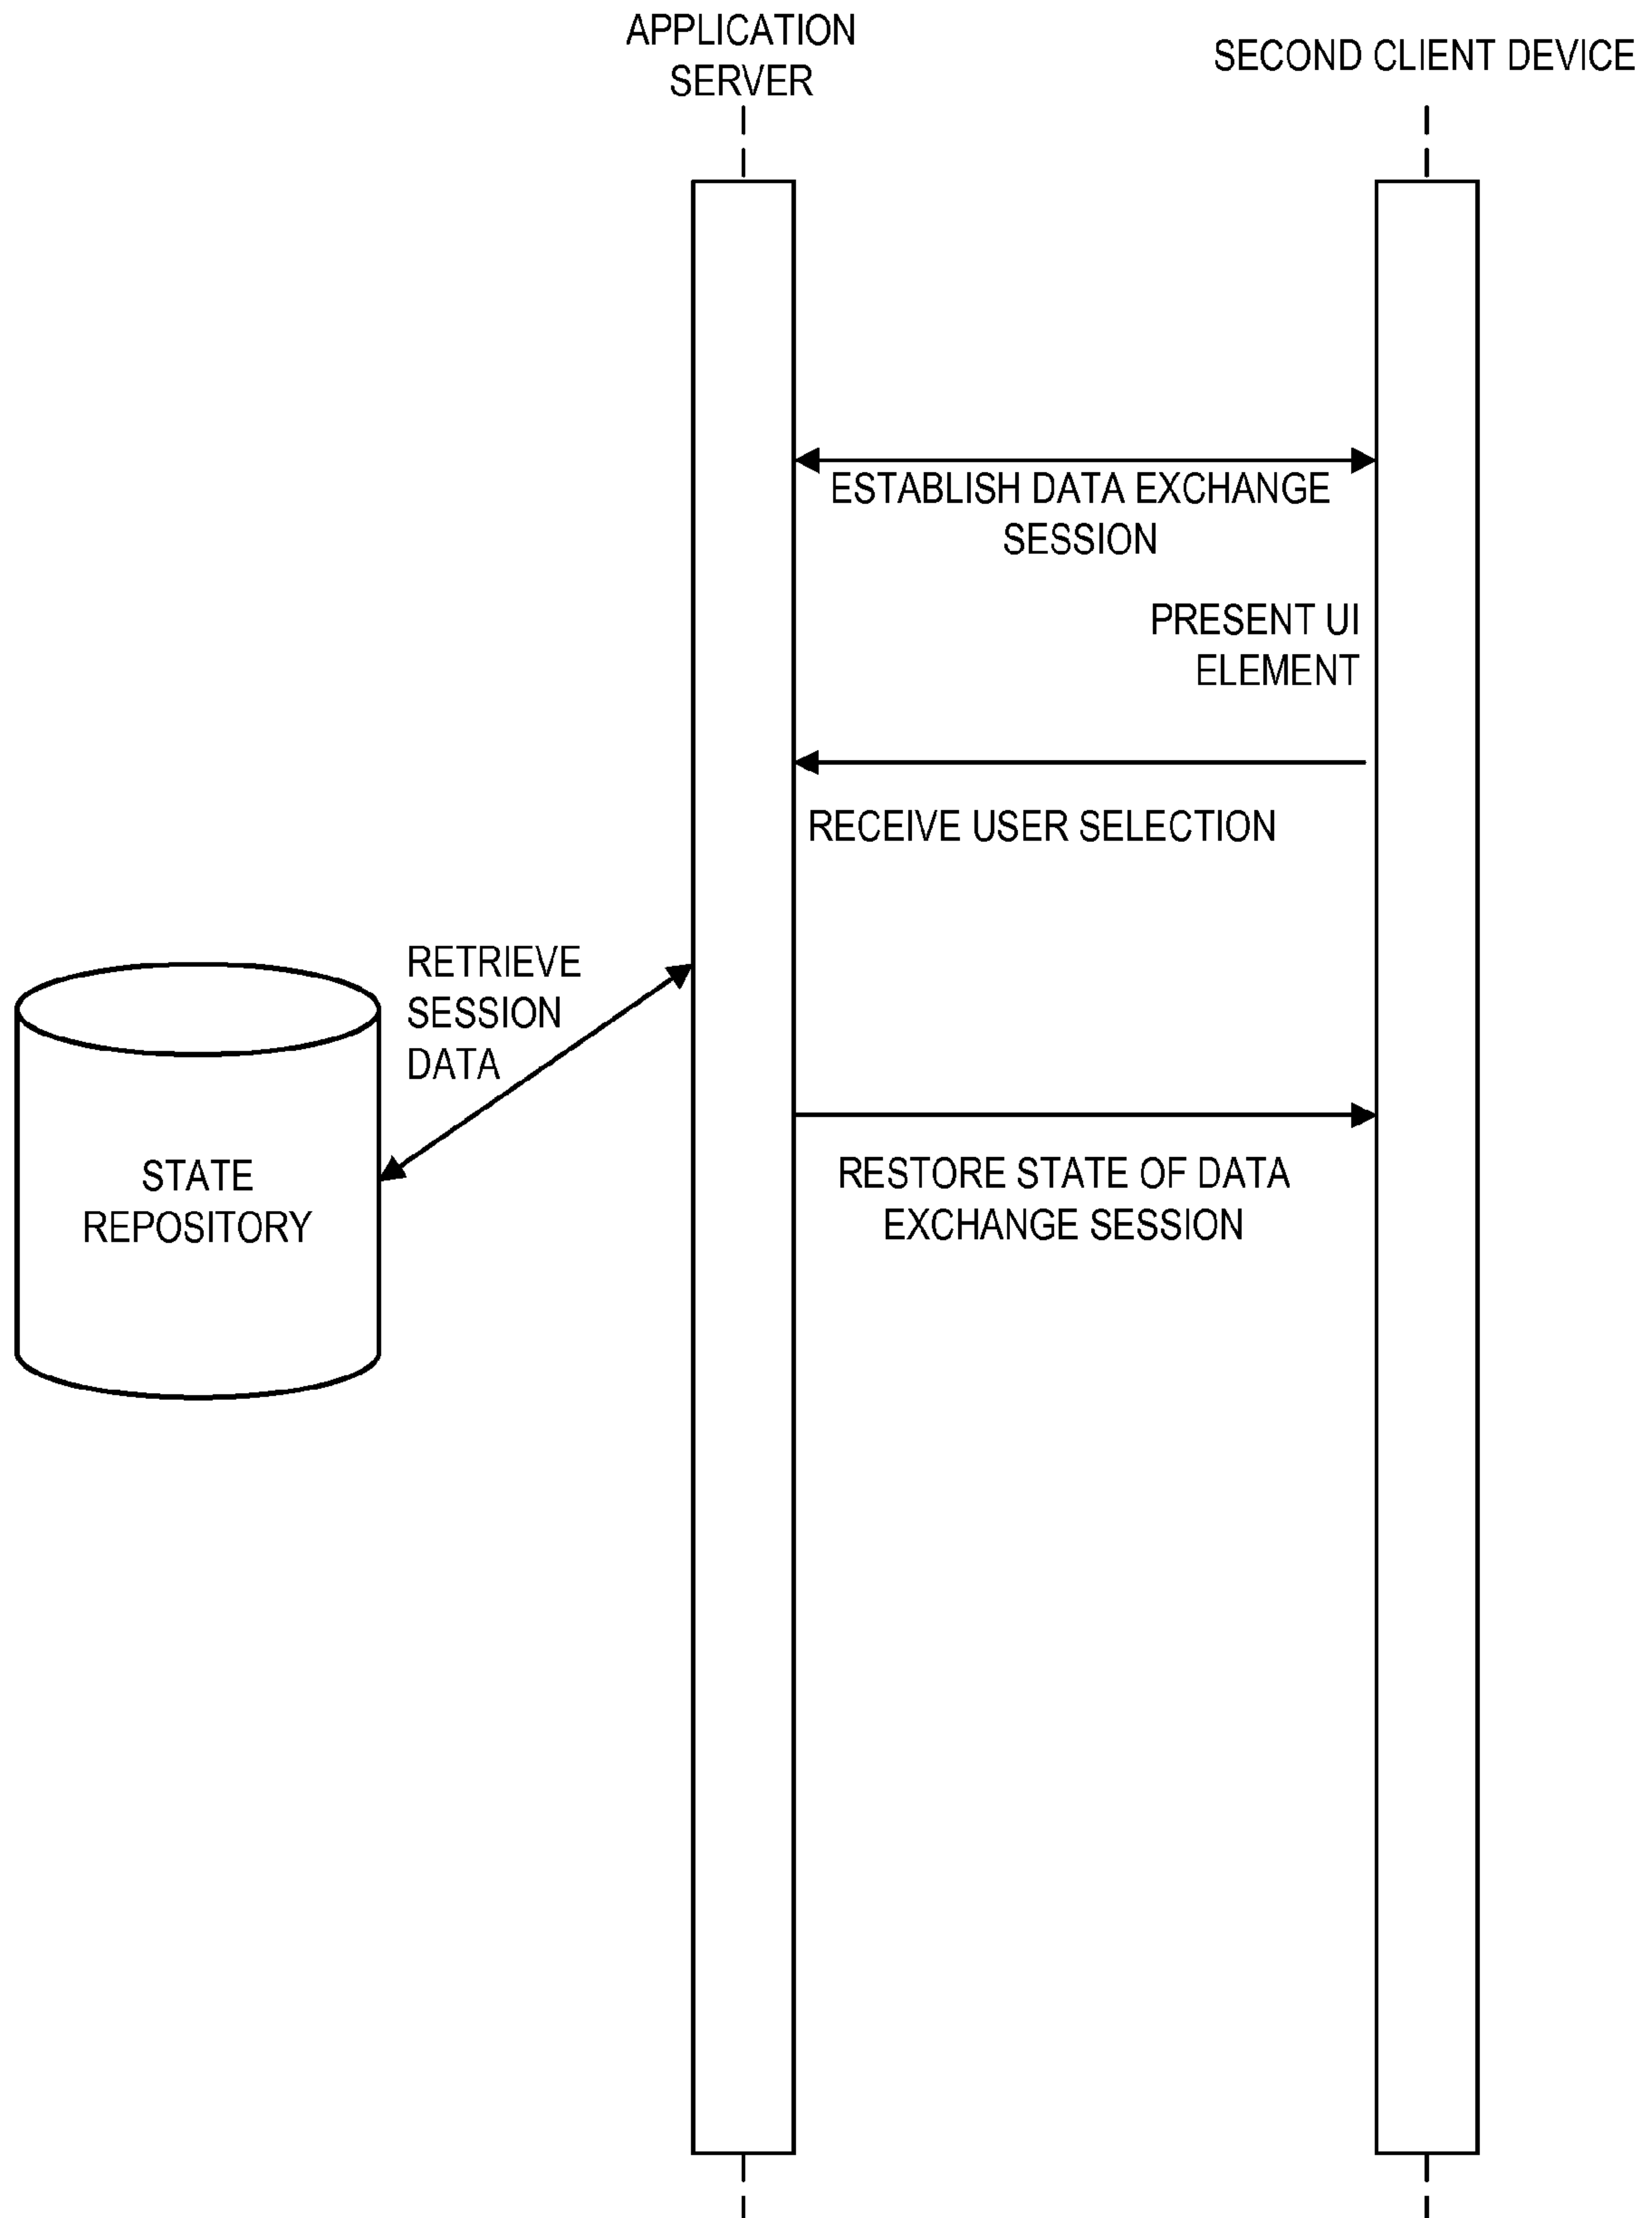 APPLICATION
SERVER
SECOND CLIENT DEVICE
ESTABLISH DATA EXCHANGE
SESSION
PRESENT UI
ELEMENT
RECEIVE USER SELECTION
RETRIEVE
SESSION
DATA
STATE
REPOSITORY
RESTORE STATE OF DATA
EXCHANGE SESSION